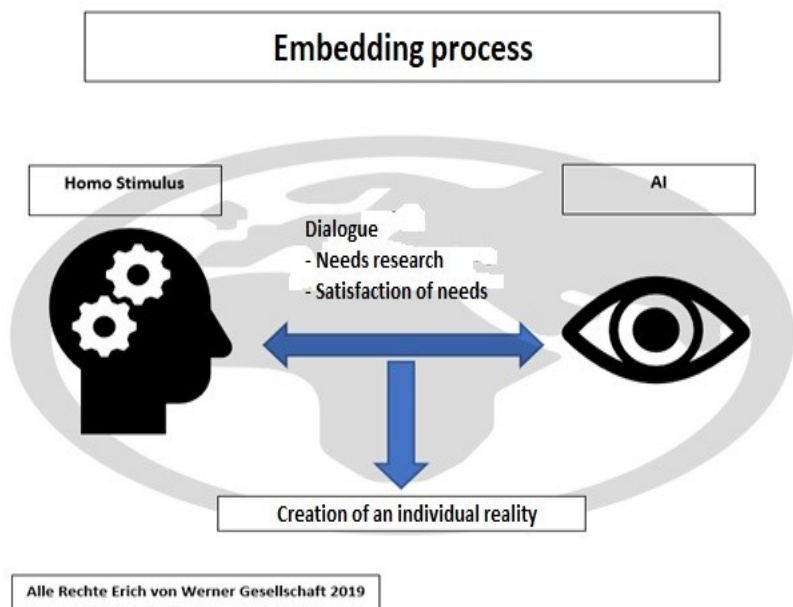 Embedding process
Homo Stimulus
AI
Dialogue
- Needs research
- Satisfaction of needs
Creation of an individual reality
Alle Rechte Erich von Werner Gesellschaft 2019